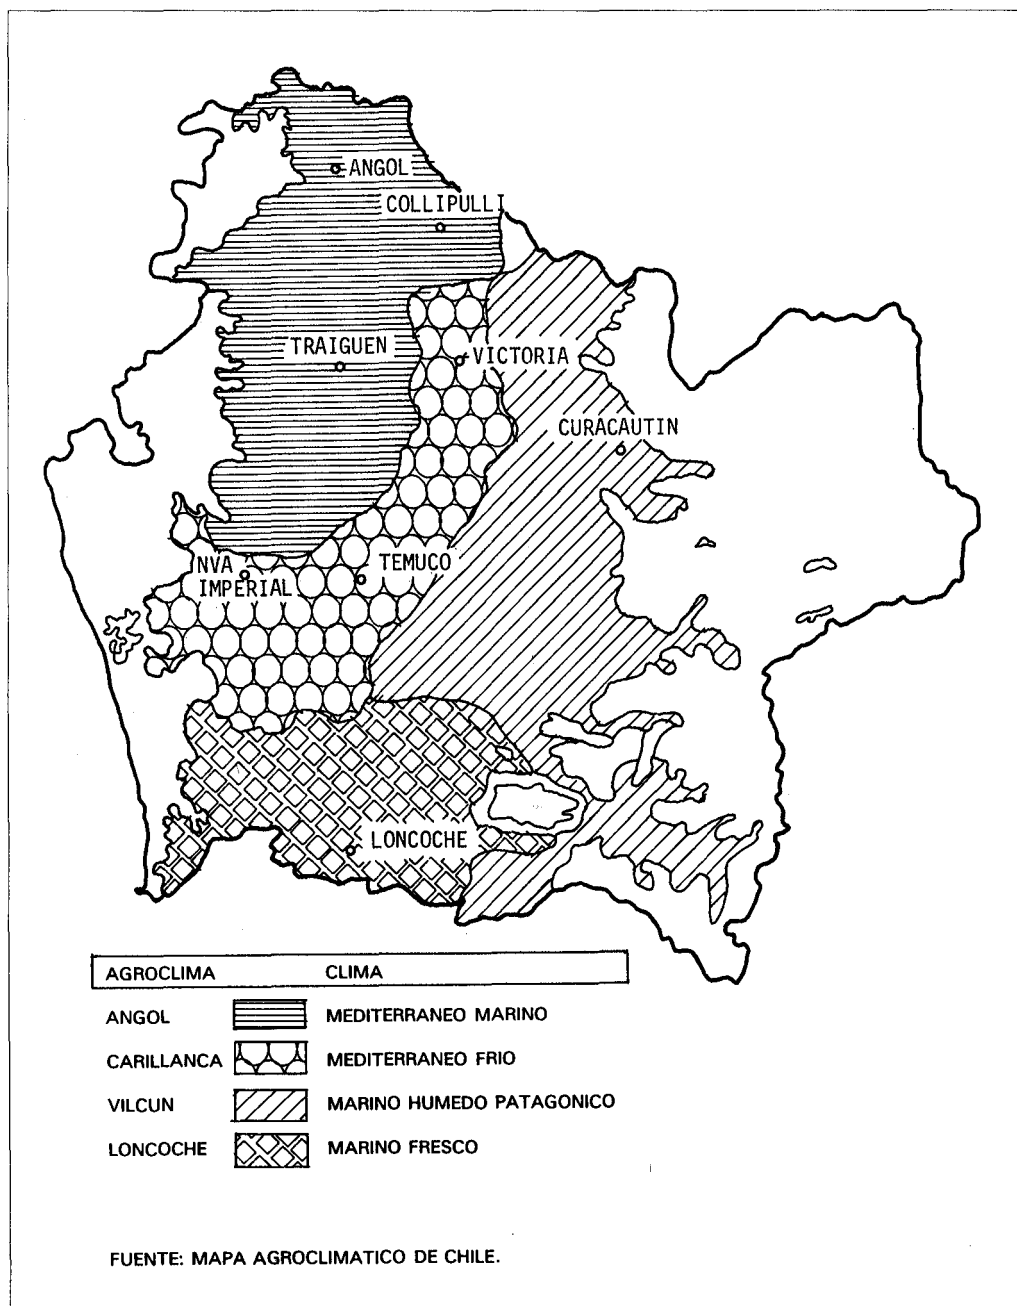 ANGOL
COLLIPULLI
TRAIGUEN
VICTORIA
CURACAUTIN
NVA
IMPERIAL
TEMUCO
LONCOCHE
AGROCLIMA CLIMA
ANGOL MEDITERRANEO MARINO
CARILLANCA MEDITERRANEO FRIO
VILCUN MARINO HUMEDO PATAGONICO
LONCOCHE MARINO FRESCO
FUENTE: MAPA AGROCLIMATICO DE CHILE.